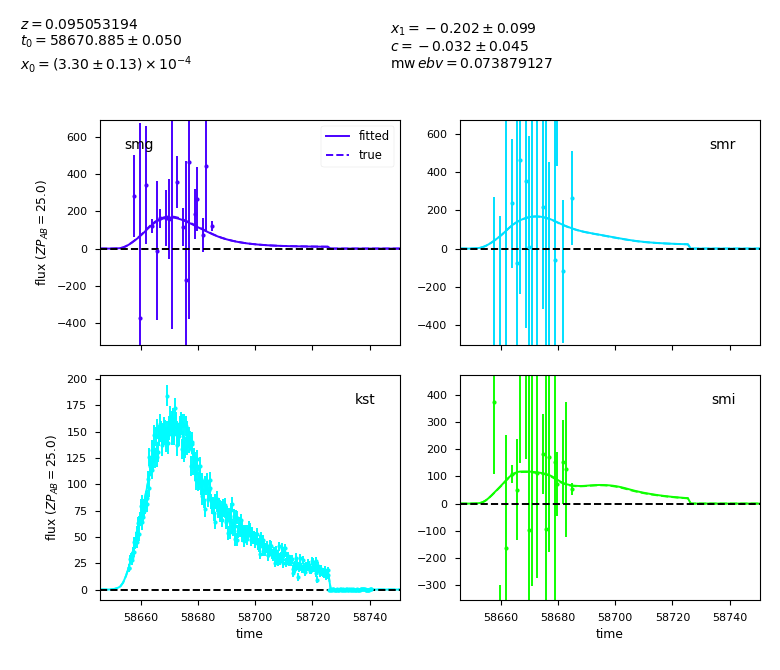 z = 0.095053194
t₀ = 58670.885 ± 0.050
x₀ = (3.30 ± 0.13) × 10⁻⁴
x₁ = −0.202 ± 0.099
c = −0.032 ± 0.045
mw ebv = 0.073879127
smg
fitted
true
600
400
200
0
−200
−400
flux (ZP_AB = 25.0)
smr
600
400
200
0
−200
−400
kst
200
175
150
125
100
75
50
25
0
flux (ZP_AB = 25.0)
58660 58680 58700 58720 58740
time
smi
400
300
200
100
0
−100
−200
−300
58660 58680 58700 58720 58740
time